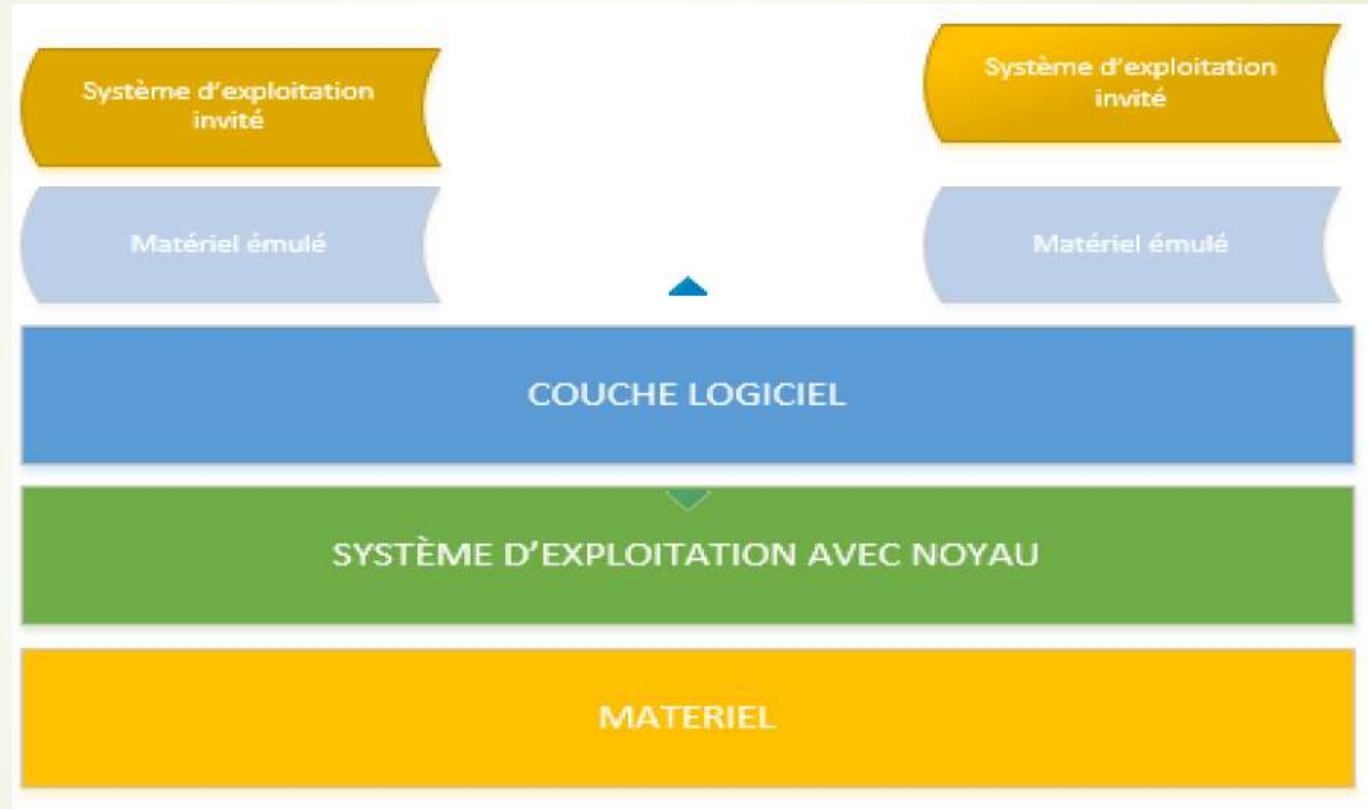 Système d'exploitation
invité
Système d'exploitation
invité
Matériel émulé
Matériel émulé
COUCHE LOGICIEL
SYSTÈME D'EXPLOITATION AVEC NOYAU
MATERIEL